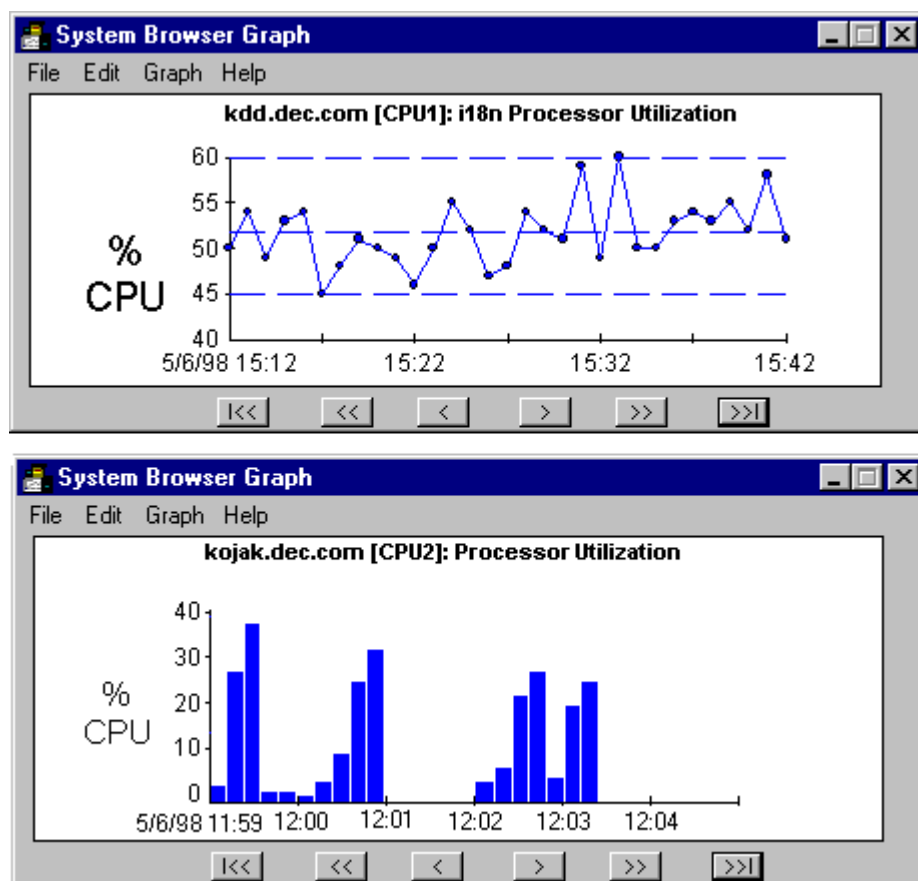 System Browser Graph
File Edit Graph Help
kdd.dec.com [CPU1]: i18n Processor Utilization
60
55
50
45
40
% CPU
5/6/98 15:12 15:22 15:32 15:42
I<< << < > >> >>I
System Browser Graph
File Edit Graph Help
kojak.dec.com [CPU2]: Processor Utilization
40
30
20
10
0
% CPU
5/6/98 11:59 12:00 12:01 12:02 12:03 12:04
I<< << < > >> >>I